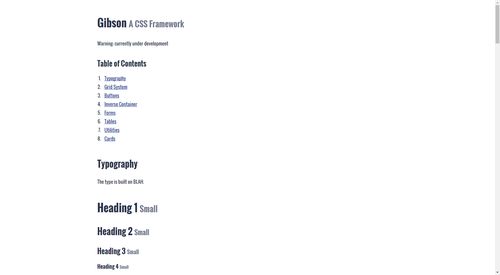 Gibson A CSS Framework
Warning: currently under development
Table of Contents
1. Typography
2. Grid System
3. Buttons
4. Inverse Container
5. Forms
6. Tables
7. Utilities
8. Cards
Typography
The type is built on BLAH.
Heading 1 Small
Heading 2 Small
Heading 3 Small
Heading 4 Small